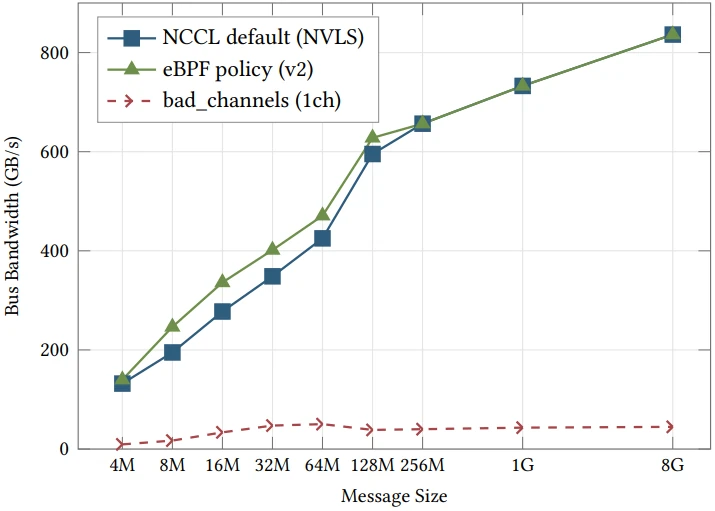 NCCL default (NVLS)
eBPF policy (v2)
bad_channels (1ch)
Bus Bandwidth (GB/s)
800
600
400
200
0
4M 8M 16M 32M 64M 128M 256M 1G 8G
Message Size